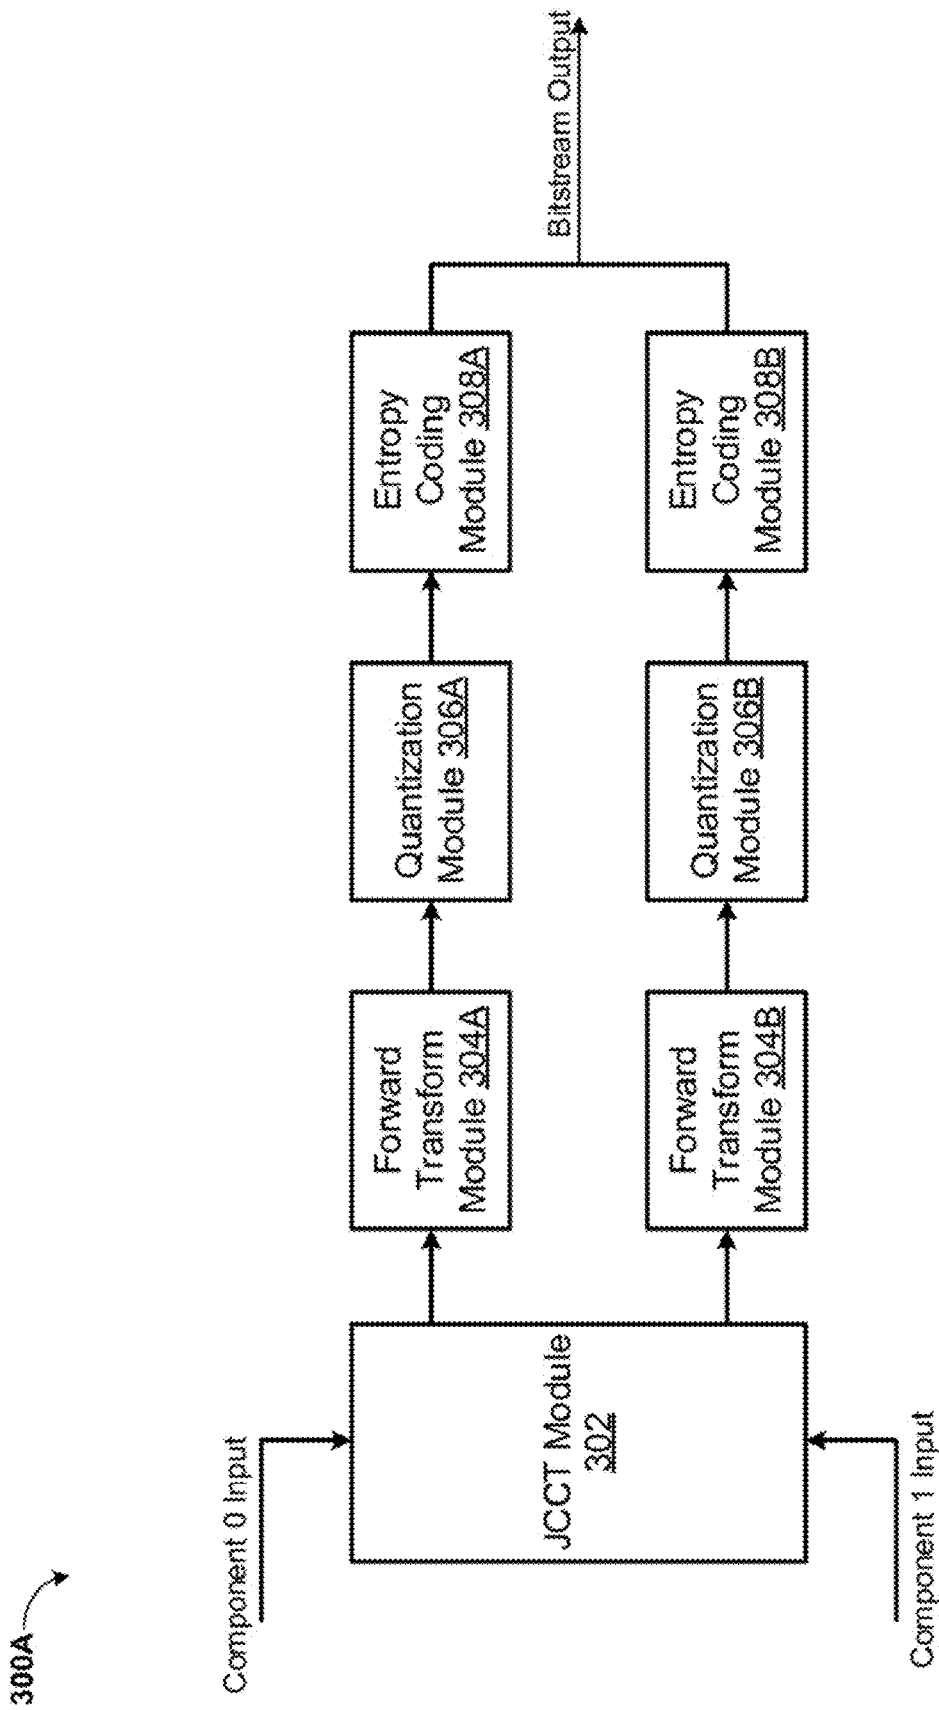 300A
Component 0 Input
JCCT Module
302
Component 1 Input
Forward
Transform
Module 304A
Quantization
Module 306A
Entropy
Coding
Module 308A
Forward
Transform
Module 304B
Quantization
Module 306B
Entropy
Coding
Module 308B
Bitstream Output